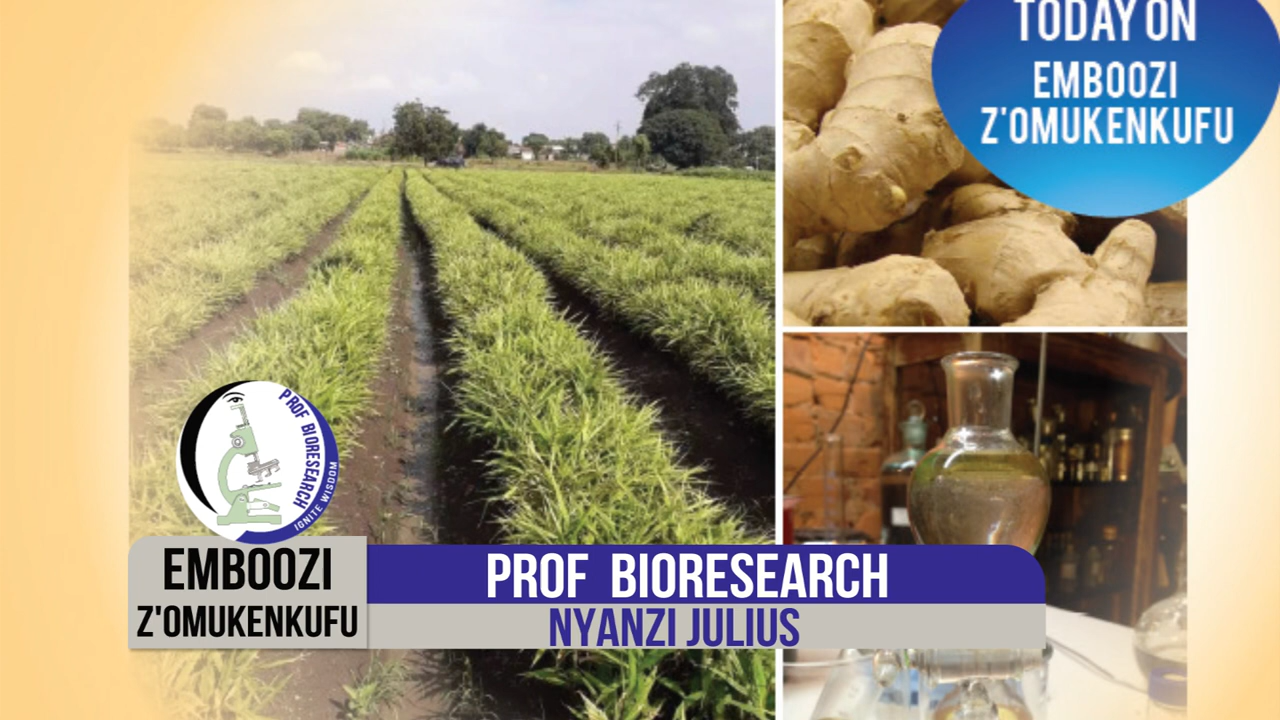 TODAY ON
EMBOOZI
Z'OMUKENKUFU
PROF BIORESEARCH
IGNITE WISDOM
EMBOOZI
Z'OMUKENKUFU
PROF BIORESEARCH
NYANZI JULIUS